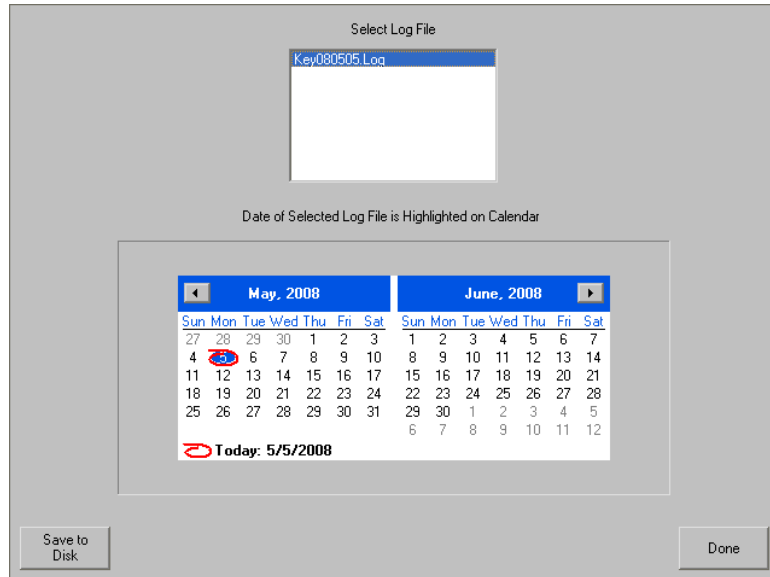 Select Log File
Key080505.Log
Date of Selected Log File is Highlighted on Calendar
May, 2008 June, 2008
Sun Mon Tue Wed Thu Fri Sat Sun Mon Tue Wed Thu Fri Sat
27 28 29 30 1 2 3 1 2 3 4 5 6 7
4 5 6 7 8 9 10 8 9 10 11 12 13 14
11 12 13 14 15 16 17 15 16 17 18 19 20 21
18 19 20 21 22 23 24 22 23 24 25 26 27 28
25 26 27 28 29 30 31 29 30 1 2 3 4 5
6 7 8 9 10 11 12
Today: 5/5/2008
Save to
Disk
Done